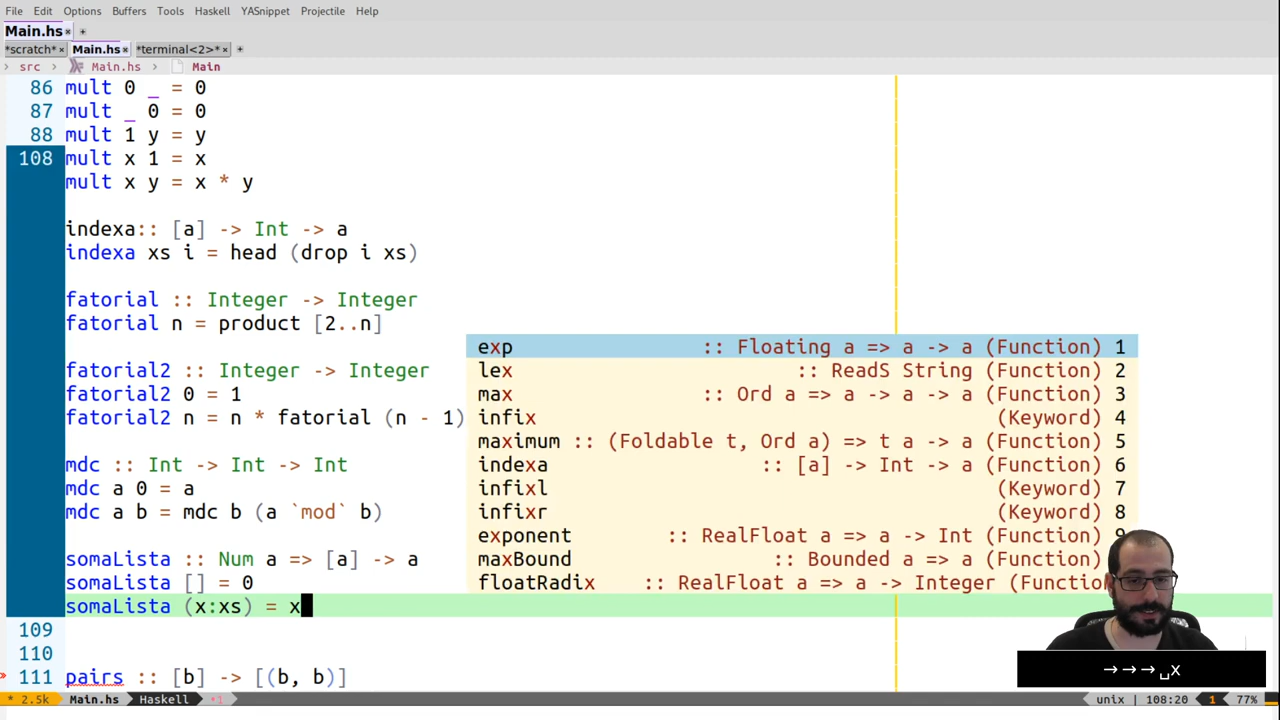 File Edit Options Buffers Tools Haskell YASnippet Projectile Help
Main.hs × +
*scratch* × Main.hs × *terminal<2>* × +
> src > Main.hs > Main
86 mult 0 _ = 0
87 mult _ 0 = 0
88 mult 1 y = y
108 mult x 1 = x
mult x y = x * y
indexa:: [a] -> Int -> a
indexa xs i = head (drop i xs)
fatorial :: Integer -> Integer
fatorial n = product [2..n]
fatorial2 :: Integer -> Integer
fatorial2 0 = 1
fatorial2 n = n * fatorial (n - 1)
mdc :: Int -> Int -> Int
mdc a 0 = a
mdc a b = mdc b (a `mod` b)
somaLista :: Num a => [a] -> a
somaLista [] = 0
somaLista (x:xs) = x
109
110
111 pairs :: [b] -> [(b, b)]
exp :: Floating a => a -> a (Function) 1
lex :: ReadS String (Function) 2
max :: Ord a => a -> a -> a (Function) 3
infix (Keyword) 4
maximum :: (Foldable t, Ord a) => t a -> a (Function) 5
indexa :: [a] -> Int -> a (Function) 6
infixl (Keyword) 7
infixr (Keyword) 8
exponent :: RealFloat a => a -> Int (Function)
maxBound :: Bounded a => a (Function)
floatRadix :: RealFloat a => a -> Integer (Functio
→→→␣x
* 2.5k Main.hs Haskell *1 unix | 108:20 1 77%